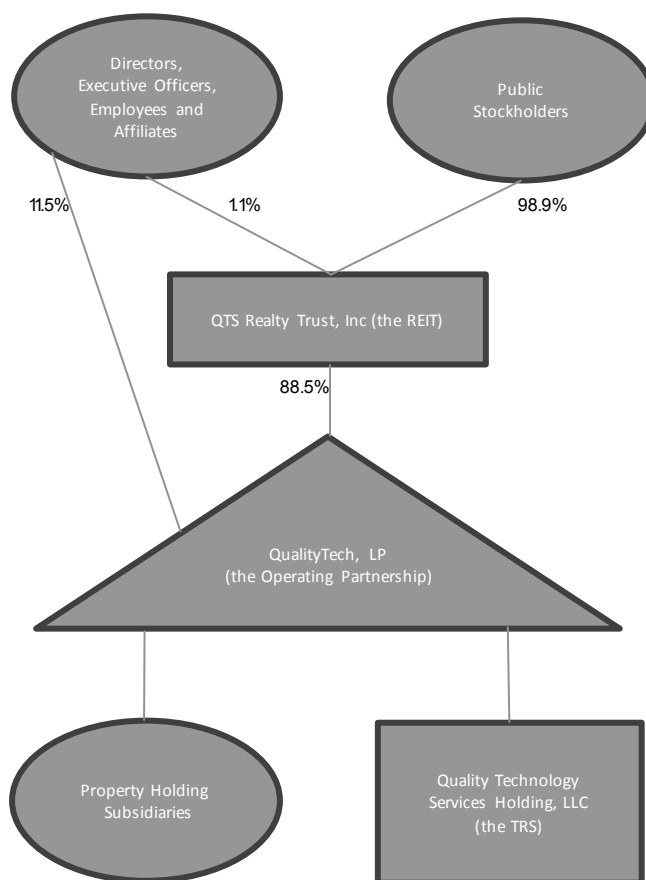 Directors,
Executive Officers,
Employees and
Affiliates
Public
Stockholders
11.5%
1.1%
98.9%
QTS Realty Trust, Inc (the REIT)
88.5%
QualityTech, LP
(the Operating Partnership)
Property Holding
Subsidiaries
Quality Technology
Services Holding, LLC
(the TRS)